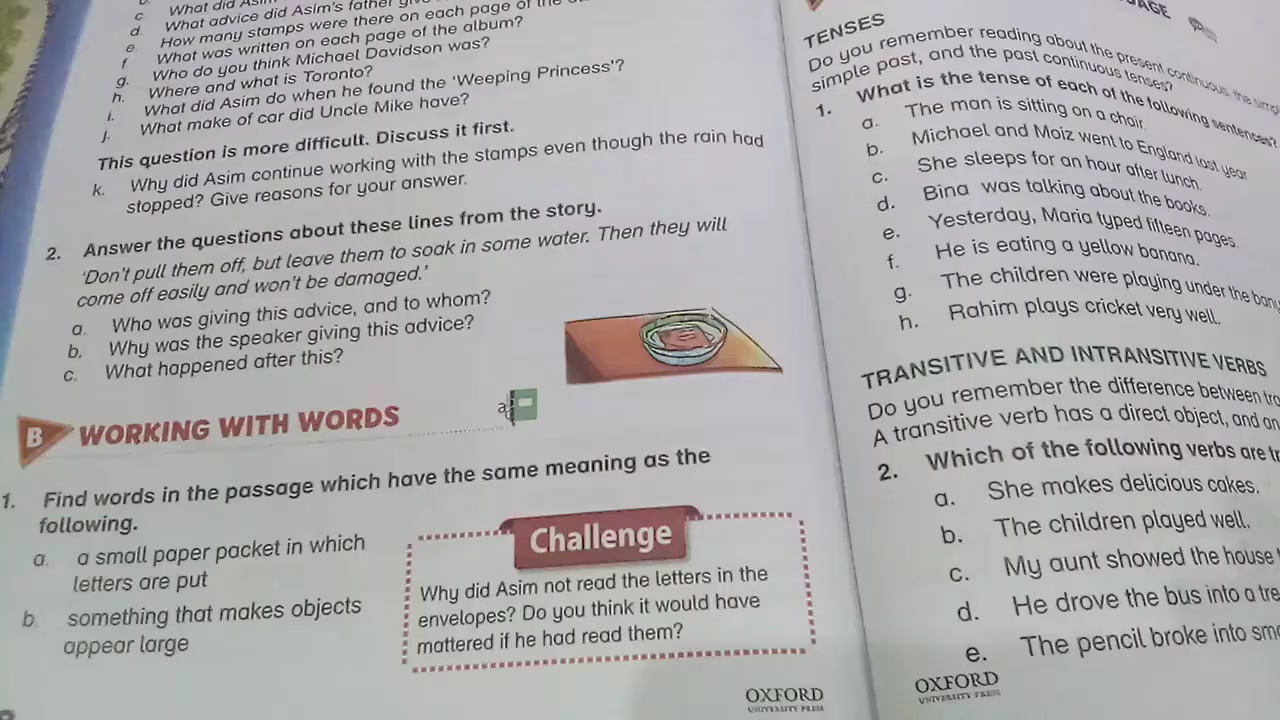 b. What did Asim
c. What advice did Asim's father
d. How many stamps were there on each page of the
e. What was written on each page of the album?
f. Who do you think Michael Davidson was?
g. Where and what is Toronto?
h. What did Asim do when he found the 'Weeping Princess'?
i. What make of car did Uncle Mike have?
j.
This question is more difficult. Discuss it first.
k. Why did Asim continue working with the stamps even though the rain had
stopped? Give reasons for your answer.
2. Answer the questions about these lines from the story.
'Don't pull them off, but leave them to soak in some water. Then they will
come off easily and won't be damaged.'
a. Who was giving this advice, and to whom?
b. Why was the speaker giving this advice?
c. What happened after this?
B WORKING WITH WORDS
1. Find words in the passage which have the same meaning as the
following.
a. a small paper packet in which
letters are put
b. something that makes objects
appear large
Challenge
Why did Asim not read the letters in the
envelopes? Do you think it would have
mattered if he had read them?
OXFORD
UNIVERSITY PRESS
TENSES
Do you remember reading about the present continuous, the
simple past, and the past continuous tenses?
1. What is the tense of each of the following sentences?
a. The man is sitting on a chair.
b. Michael and Moiz went to England last year
c. She sleeps for an hour after lunch.
d. Bina was talking about the books.
e. Yesterday, Maria typed fifteen pages.
f. He is eating a yellow banana.
g. The children were playing under the
h. Rahim plays cricket very well.
TRANSITIVE AND INTRANSITIVE VERBS
Do you remember the difference between
A transitive verb has a direct object, and
2. Which of the following verbs are
a. She makes delicious cakes.
b. The children played well.
c. My aunt showed the house
d. He drove the bus into a
e. The pencil broke into
OXFORD
UNIVERSITY PRESS